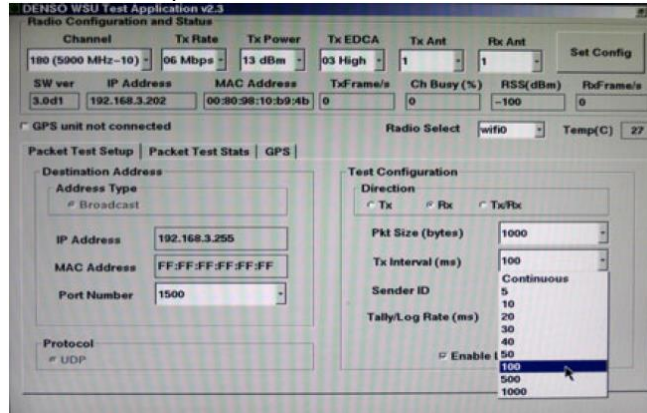 DENSO WSU Test Application v2.3
Radio Configuration and Status
Channel Tx Rate Tx Power Tx EDCA Tx Ant Rx Ant
180 (5900 MHz-10) 06 Mbps 13 dBm 03 High 1 1 Set Config
SW ver IP Address MAC Address TxFrame/s Ch Busy (%) RSS(dBm) RxFrame/s
3.0d1 192.168.3.202 00:80:98:10:b9:4b 0 0 -100 0
GPS unit not connected Radio Select wifi0 Temp(C) 27
Packet Test Setup Packet Test Stats GPS
Destination Address Test Configuration
Address Type Direction
Broadcast Tx Rx Tx/Rx
IP Address 192.168.3.255 Pkt Size (bytes) 1000
MAC Address FF:FF:FF:FF:FF:FF Tx Interval (ms) 100
Continuous
Port Number 1500 Sender ID 5
10
Tally/Log Rate (ms) 20
30
40
Protocol
UDP Enable 50
100
500
1000